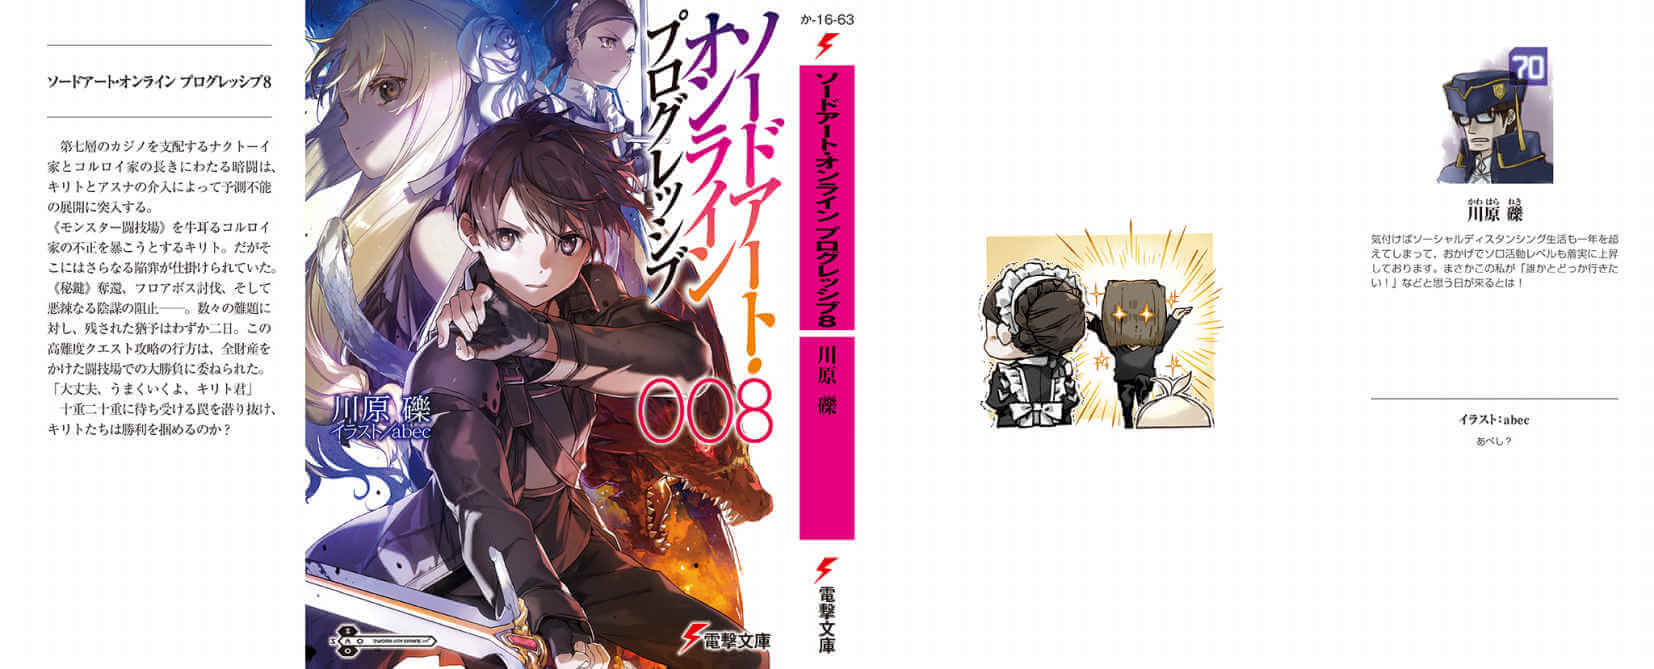 ソードアート・オンライン プログレッシブ8
第七層のカジノを支配するナクトーイ
家とコルロイ家の長きにわたる暗闘は、
キリトとアスナの介入によって予測不能
の展開に突入する。
《モンスター闘技場》を牛耳るコルロイ
家の不正を暴こうとするキリト。だがそ
こにはさらなる陥穽が仕掛けられていた。
《秘鍵》奪還、フロアボス討伐、そして
悪辣なる陰謀の阻止――。数々の難題に
対し、残された猶予はわずか二日。この
高難度クエスト攻略の行方は、全財産を
かけた闘技場での大勝負に委ねられた。
「大丈夫、うまくいくよ、キリト君」
十重二十重に待ち受ける罠を潜り抜け、
キリトたちは勝利を掴めるのか？
ソードアート・
オンライン
プログレッシブ
008
川原 礫
イラスト/abec
SAO
SWORD ART ONLINE
電撃文庫
か-16-63
ソードアート・オンライン プログレッシブ8
川原 礫
電撃文庫
70
かわ はら れき
川原 礫
気付けばソーシャルディスタンシング生活も一年を超
えてしまって、おかげでソロ活動レベルも着実に上昇
しております。まさかこの私が「誰かとどっか行きた
い！」などと思う日が来るとは！
イラスト：abec
あべし？